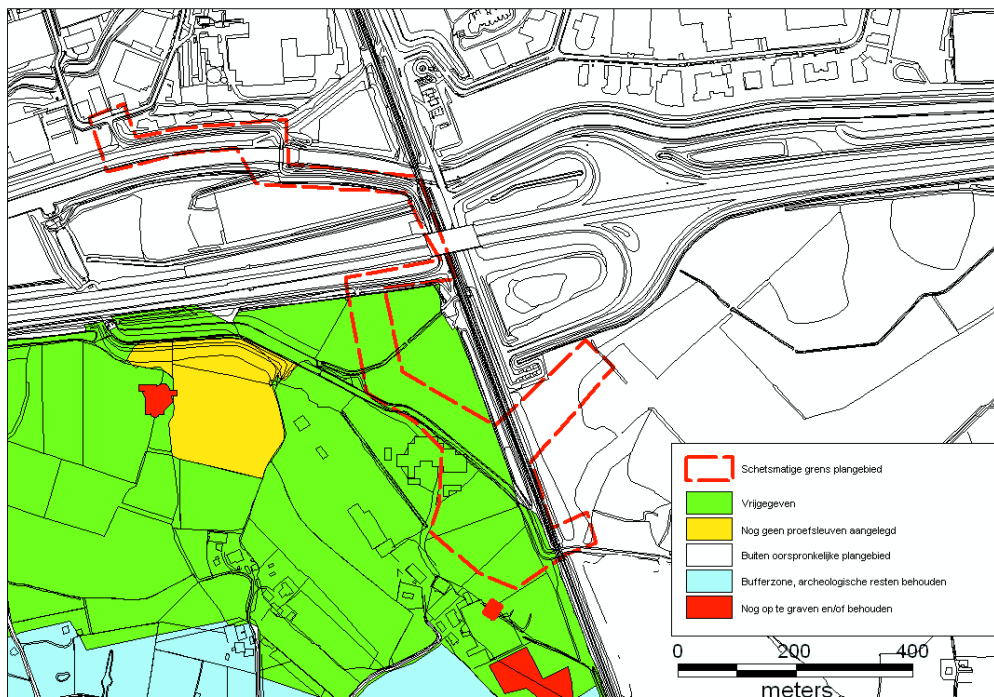 Schetsmatige grens plangebied
Vrijgegeven
Nog geen proefsleuven aangelegd
Buiten oorspronkelijke plangebied
Bufferzone, archeologische resten behouden
Nog op te graven en/of behouden
0 200 400
meters